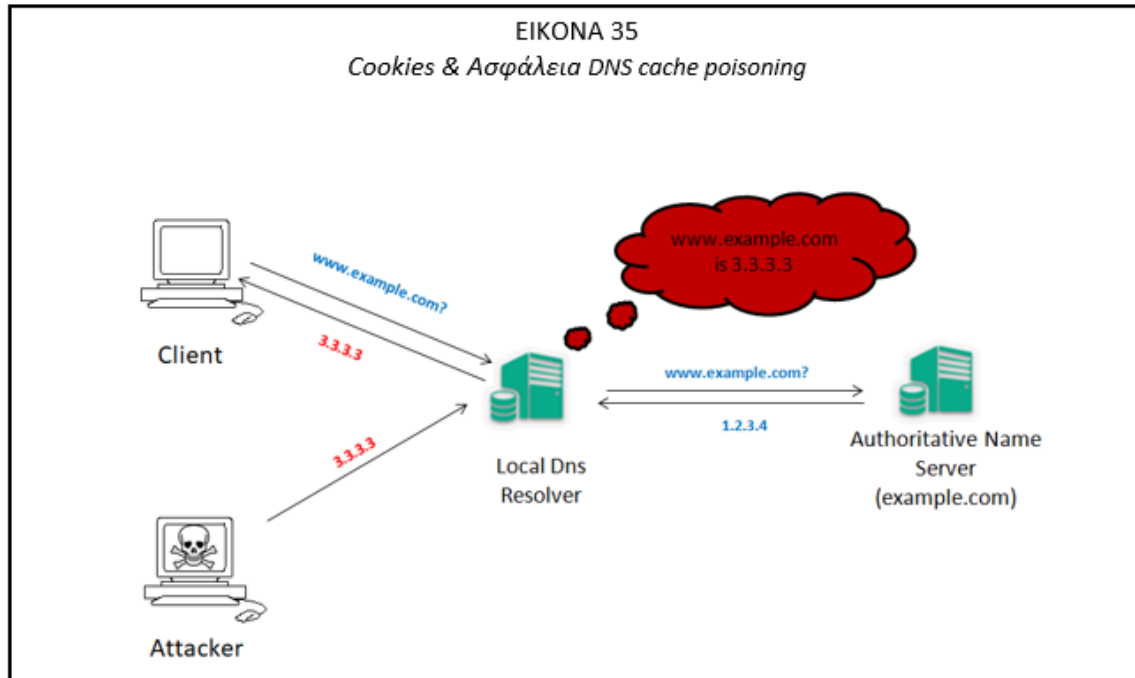 ΕΙΚΟΝΑ 35
Cookies & Ασφάλεια DNS cache poisoning
www.example.com
is 3.3.3.3
www.example.com?
3.3.3.3
Client
www.example.com?
1.2.3.4
3.3.3.3
Local Dns
Resolver
Authoritative Name
Server
(example.com)
Attacker